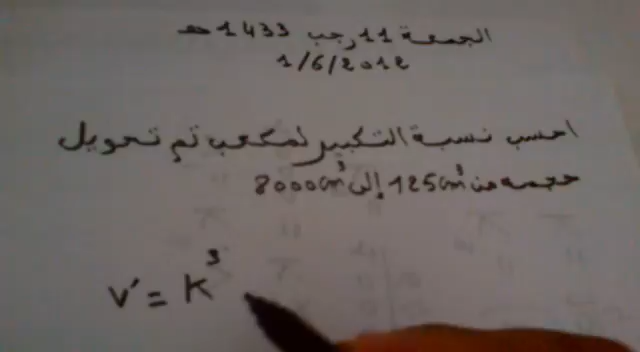 الجمعة 11 رجب 1433 هـ
1/6/2012
احسب نسبة التكبير لمكعب تم تحويل
حجمه من 125cm³ إلى 8000cm³
V' = K³